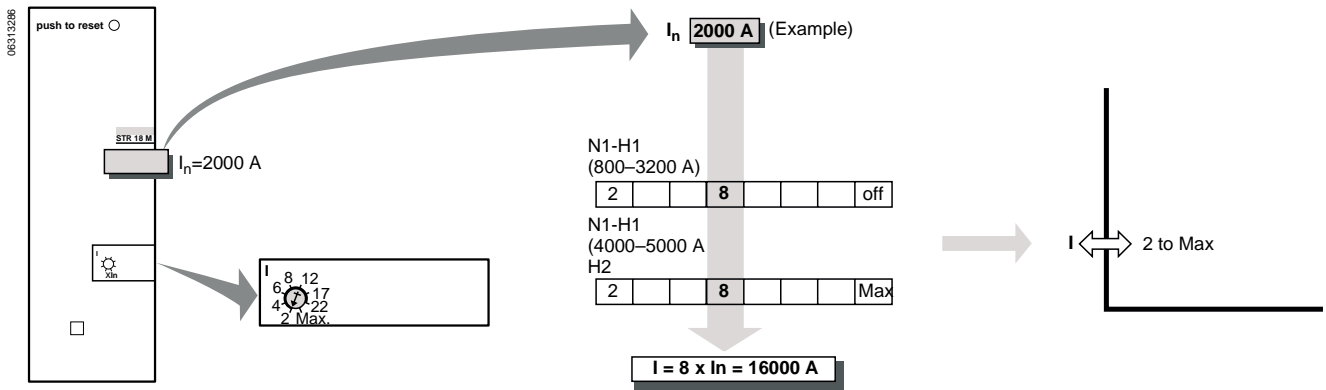 06313286
push to reset
STR 18 M
In=2000 A
I
XIn
I
6 8 12
4 17
2 Max. 22
In 2000 A (Example)
N1-H1
(800–3200 A)
2 8 off
N1-H1
(4000–5000 A
H2
2 8 Max
I = 8 x In = 16000 A
I 2 to Max